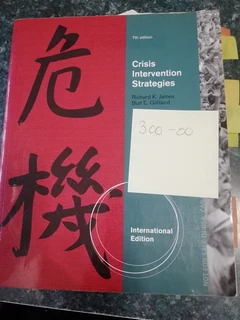 7th edition
危
機
Crisis
Intervention
Strategies
Richard K. James
Burl E. Gilliland
300-00
International
Edition